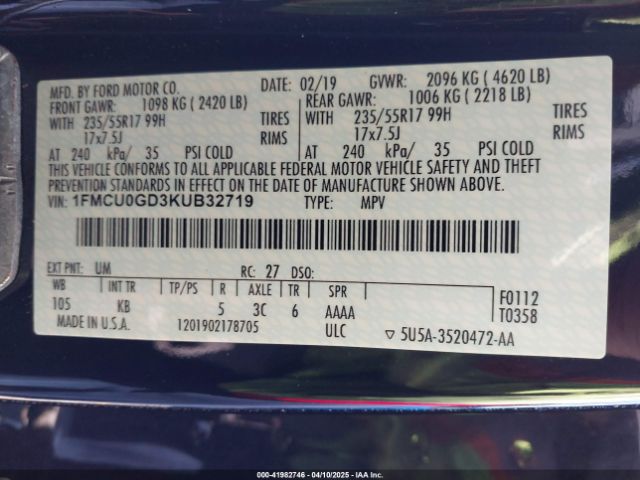 MFD. BY FORD MOTOR CO. DATE: 02/19 GVWR: 2096 KG ( 4620 LB)
FRONT GAWR: 1098 KG ( 2420 LB) REAR GAWR: 1006 KG ( 2218 LB)
WITH 235/55R17 99H TIRES WITH 235/55R17 99H TIRES
17x7.5J RIMS 17x7.5J RIMS
AT 240 kPa/ 35 PSI COLD AT 240 kPa/ 35 PSI COLD
THIS VEHICLE CONFORMS TO ALL APPLICABLE FEDERAL MOTOR VEHICLE SAFETY AND THEFT
PREVENTION STANDARDS IN EFFECT ON THE DATE OF MANUFACTURE SHOWN ABOVE.
VIN: 1FMCU0GD3KUB32719 TYPE: MPV
EXT PNT: UM RC: 27 DSO:
WB INT TR TP/PS R AXLE TR SPR F0112
105 KB 5 3C 6 AAAA T0358
MADE IN U.S.A. 1201902178705 ULC ▽ 5U5A-3520472-AA
00-41982746 - 04/10/2025 - IAA Inc.